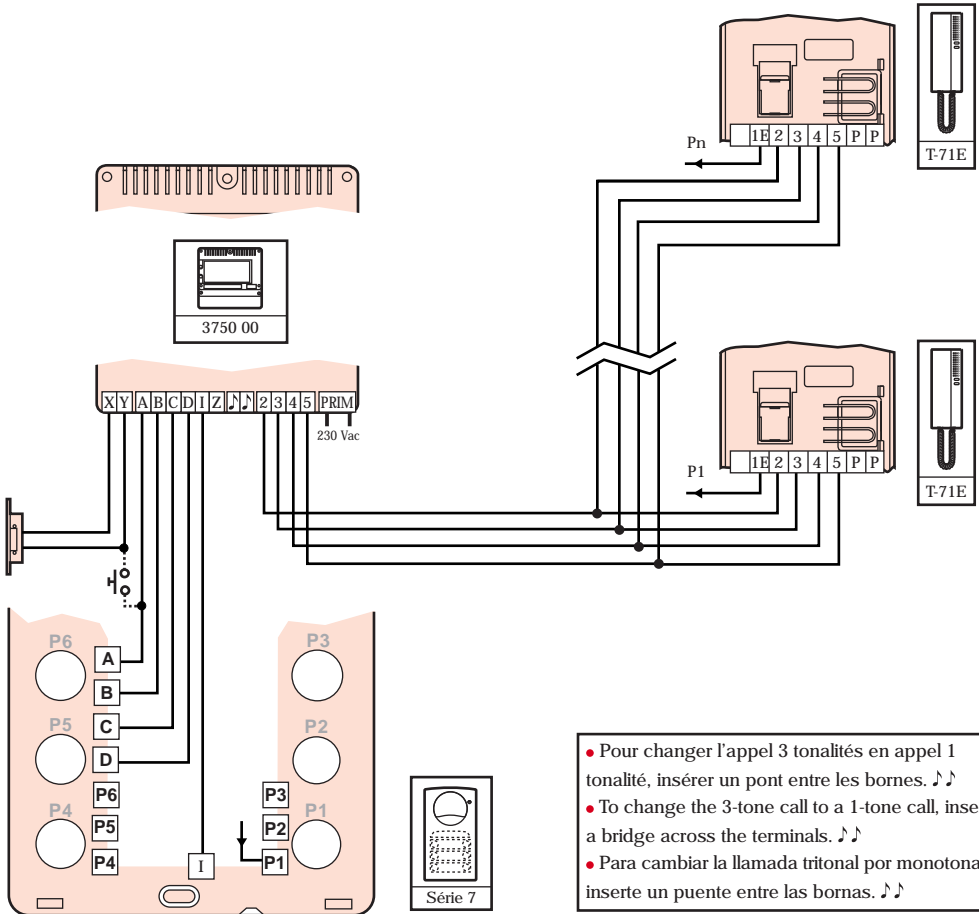 Pn
1E 2 3 4 5 P P
T-71E
3750 00
X Y A B C D I Z ♪ ♪ 2 3 4 5 PRIM
230 Vac
P1
1E 2 3 4 5 P P
T-71E
P6
A
B
P5
C
D
P6
P4
P5
P4
I
P3
P2
P3
P1
P2
P1
Série 7
• Pour changer l'appel 3 tonalités en appel 1
tonalité, insérer un pont entre les bornes. ♪♪
• To change the 3-tone call to a 1-tone call, inse
a bridge across the terminals. ♪♪
• Para cambiar la llamada tritonal por monotona
inserte un puente entre las bornas. ♪♪